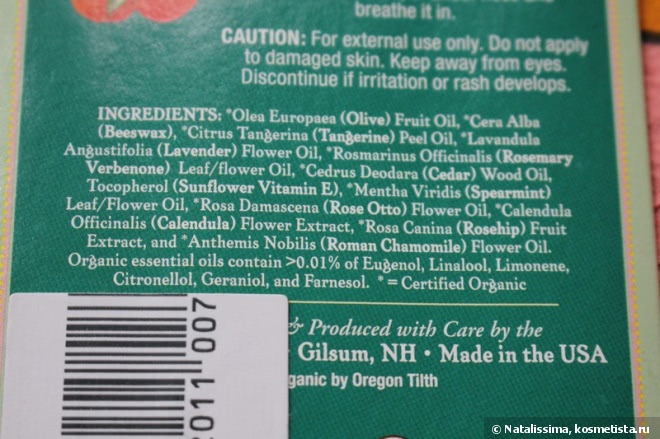 breathe it in.
CAUTION: For external use only. Do not apply
to damaged skin. Keep away from eyes.
Discontinue if irritation or rash develops.
INGREDIENTS: *Olea Europaea (Olive) Fruit Oil, *Cera Alba
(Beeswax), *Citrus Tangerina (Tangerine) Peel Oil, *Lavandula
Angustifolia (Lavender) Flower Oil, *Rosmarinus Officinalis (Rosemary
Verbenone) Leaf/flower Oil, *Cedrus Deodara (Cedar) Wood Oil,
Tocopherol (Sunflower Vitamin E), *Mentha Viridis (Spearmint)
Leaf/Flower Oil, *Rosa Damascena (Rose Otto) Flower Oil, *Calendula
Officinalis (Calendula) Flower Extract, *Rosa Canina (Rosehip) Fruit
Extract, and *Anthemis Nobilis (Roman Chamomile) Flower Oil.
Organic essential oils contain >0.01% of Eugenol, Linalool, Limonene,
Citronellol, Geraniol, and Farnesol. * = Certified Organic
& Produced with Care by the
Gilsum, NH • Made in the USA
rganic by Oregon Tilth
2011 007
© Natalissima, kosmetista.ru